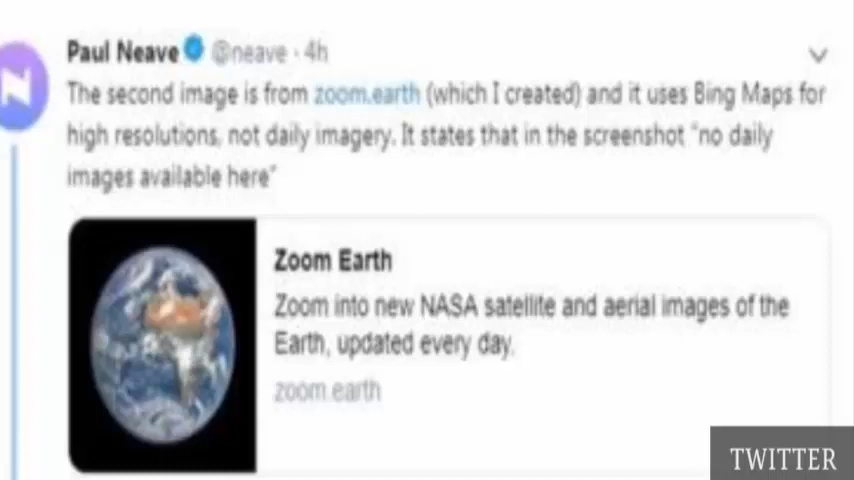 Paul Neave @neave · 4h
The second image is from zoom.earth (which I created) and it uses Bing Maps for
high resolutions, not daily imagery. It states that in the screenshot "no daily
images available here"
Zoom Earth
Zoom into new NASA satellite and aerial images of the
Earth, updated every day.
zoom.earth
TWITTER